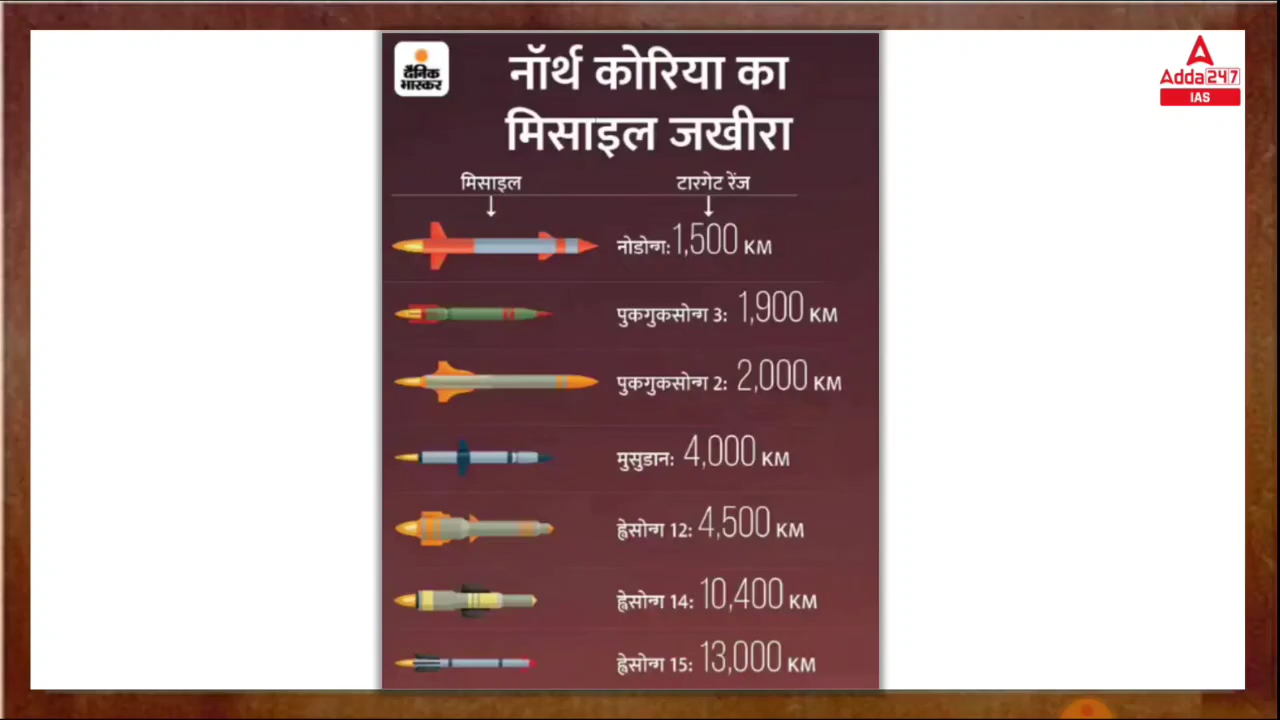 दैनिक
भास्कर
नॉर्थ कोरिया का
मिसाइल जखीरा
Adda247
IAS
मिसाइल टारगेट रेंज
नोडोन्ग: 1,500 KM
पुकगुकसोन्ग 3: 1,900 KM
पुकगुकसोन्ग 2: 2,000 KM
मुसुडान: 4,000 KM
ह्वेसोन्ग 12: 4,500 KM
ह्वेसोन्ग 14: 10,400 KM
ह्वेसोन्ग 15: 13,000 KM